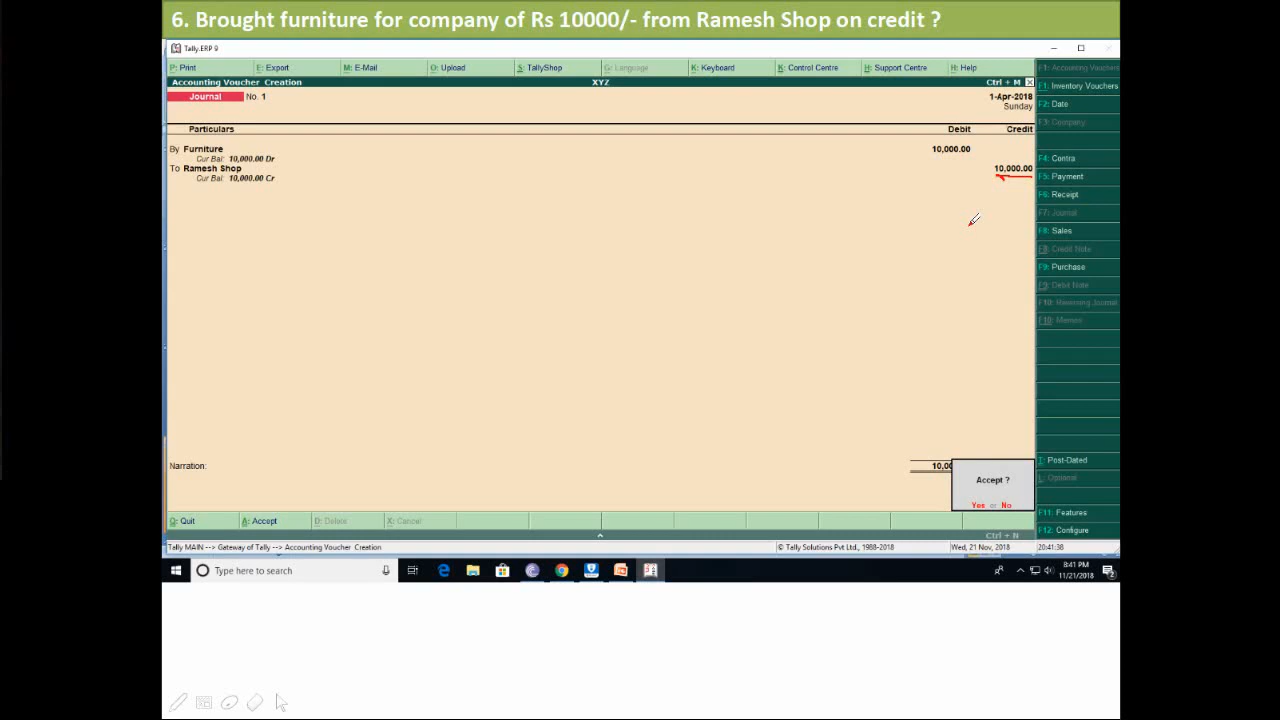 6. Brought furniture for company of Rs 10000/- from Ramesh Shop on credit ?
Tally.ERP 9
P: Print E: Export M: E-Mail O: Upload S: TallyShop G: Language K: Keyboard K: Control Centre H: Support Centre H: Help
F1: Accounting Vouchers
Accounting Voucher Creation XYZ Ctrl + M
F1: Inventory Vouchers
Journal No. 1 1-Apr-2018
F2: Date
Sunday
F3: Company
Particulars Debit Credit
By Furniture 10,000.00
Cur Bal: 10,000.00 Dr
F4: Contra
To Ramesh Shop 10,000.00
Cur Bal: 10,000.00 Cr
F5: Payment
F6: Receipt
F7: Journal
F8: Sales
F8: Credit Note
F9: Purchase
F9: Debit Note
F10: Reversing Journal
F10: Memos
Narration: 10,00
T: Post-Dated
Accept ?
L: Optional
Yes or No
F11: Features
Q: Quit A: Accept D: Delete X: Cancel
F12: Configure
Ctrl + N
Tally MAIN --> Gateway of Tally --> Accounting Voucher Creation © Tally Solutions Pvt Ltd., 1988-2018 Wed, 21 Nov, 2018 20:41:38
Type here to search
8:41 PM
11/21/2018
2